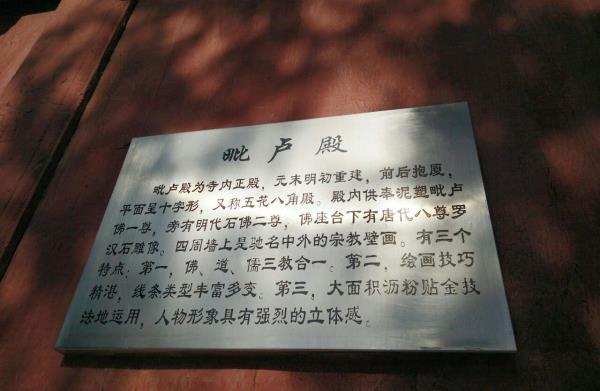 毗卢殿
毗卢殿为寺内正殿，元末明初重建，前后抱厦，
平面呈十字形，又称五花八角殿。殿内供奉泥塑毗卢
佛一尊，旁有明代石佛二尊，佛座台下有唐代八尊罗
汉石雕像。四周墙上是驰名中外的宗教壁画。有三个
特点：第一，佛、道、儒三教合一。第二，绘画技巧
精湛，线条类型丰富多变。第三，大面积沥粉贴金技
法地运用，人物形象具有强烈的立体感。